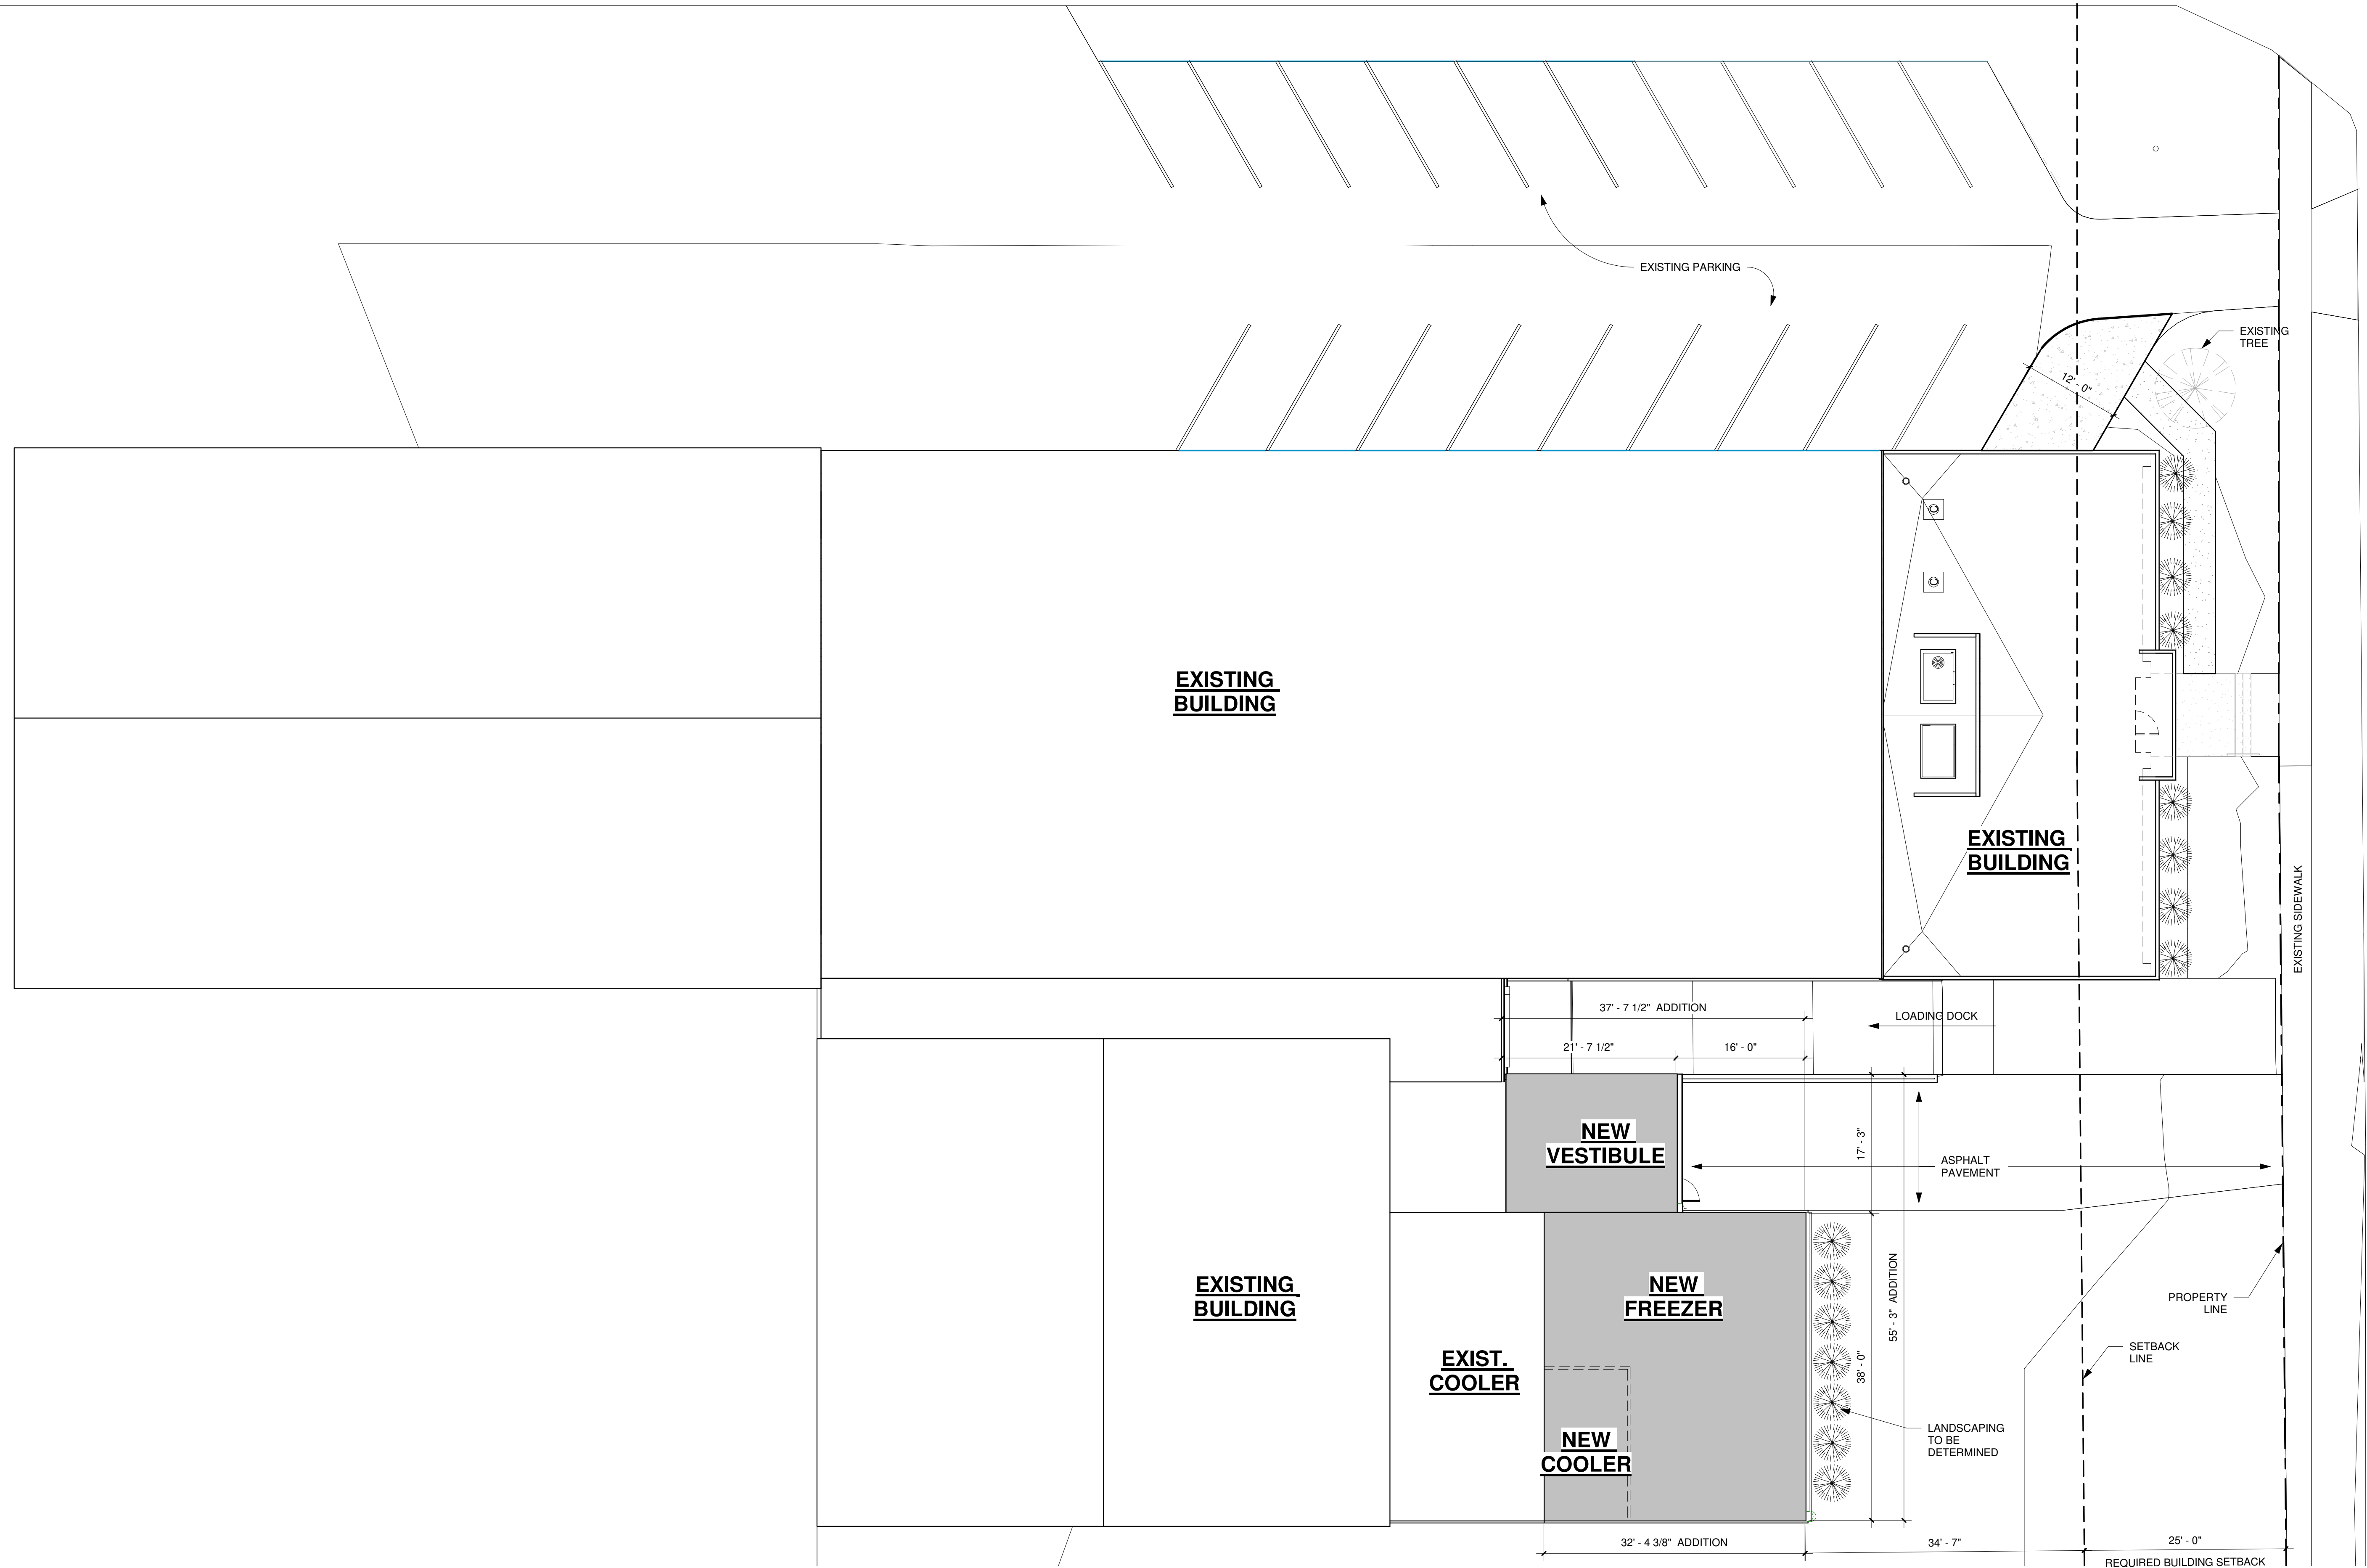 EXISTING PARKING
EXISTING
TREE
12' - 0"
EXISTING
BUILDING
EXISTING
BUILDING
EXISTING SIDEWALK
37' - 7 1/2" ADDITION
LOADING DOCK
21' - 7 1/2"
16' - 0"
NEW
VESTIBULE
17' - 3"
ASPHALT
PAVEMENT
EXISTING
BUILDING
NEW
FREEZER
55' - 3" ADDITION
PROPERTY
LINE
EXIST.
COOLER
38' - 0"
SETBACK
LINE
NEW
COOLER
LANDSCAPING
TO BE
DETERMINED
32' - 4 3/8" ADDITION
34' - 7"
25' - 0"
REQUIRED BUILDING SETBACK